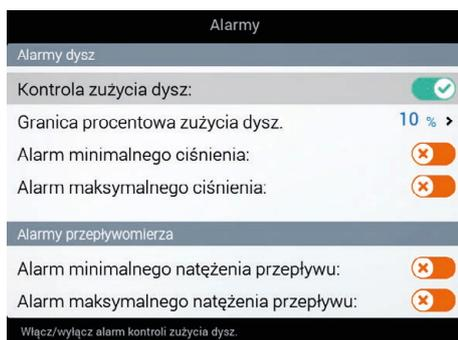 Alarmy
Alarmy dysz
Kontrola zużycia dysz:
Granica procentowa zużycia dysz. 10 % >
Alarm minimalnego ciśnienia:
Alarm maksymalnego ciśnienia:
Alarmy przepływomierza
Alarm minimalnego natężenia przepływu:
Alarm maksymalnego natężenia przepływu:
Włącz/wyłącz alarm kontroli zużycia dysz.